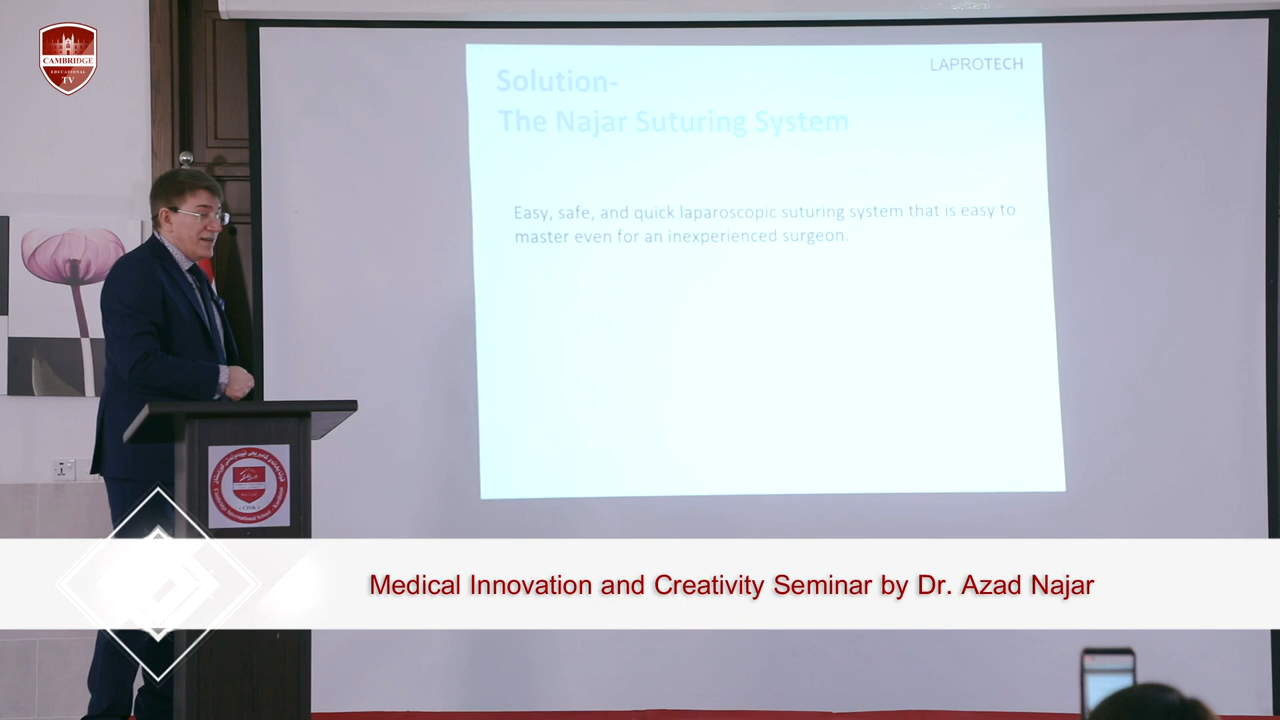 CAMBRIDGE
EDUCATIONAL
TV
LAPROTECH
Solution-
The Najar Suturing System
Easy, safe, and quick laparoscopic suturing system that is easy to
master even for an inexperienced surgeon.
Medical Innovation and Creativity Seminar by Dr. Azad Najar